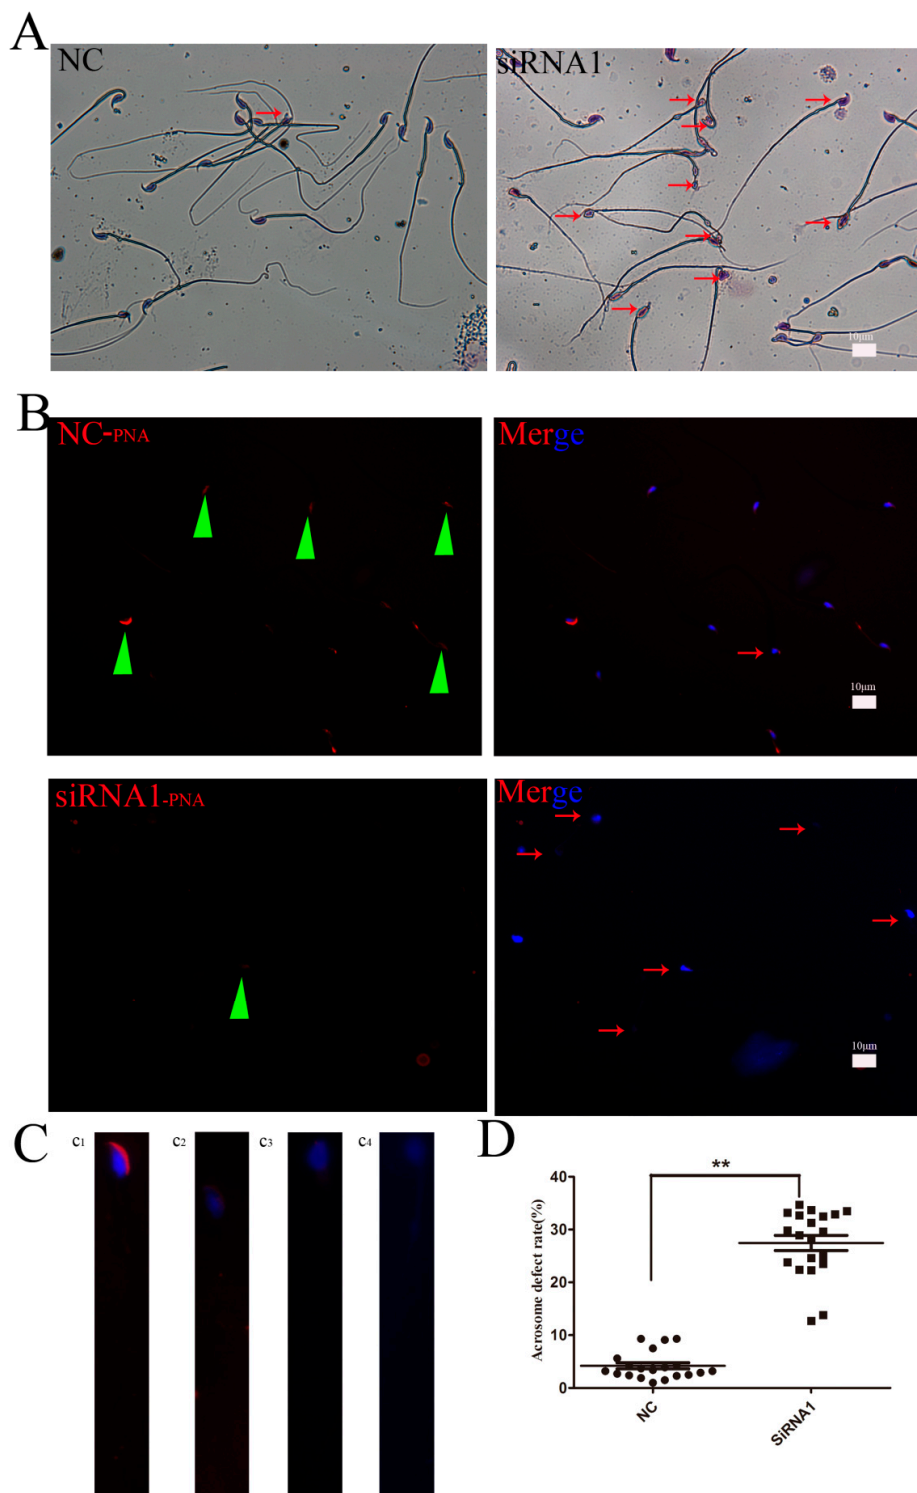 A
NC
siRNA1
10μm
B
NC-PNA
Merge
10μm
siRNA1-PNA
Merge
10μm
C
c1
c2
c3
c4
D
**
Acrosome defect rate(%)
40
30
20
10
0
NC
SiRNA1